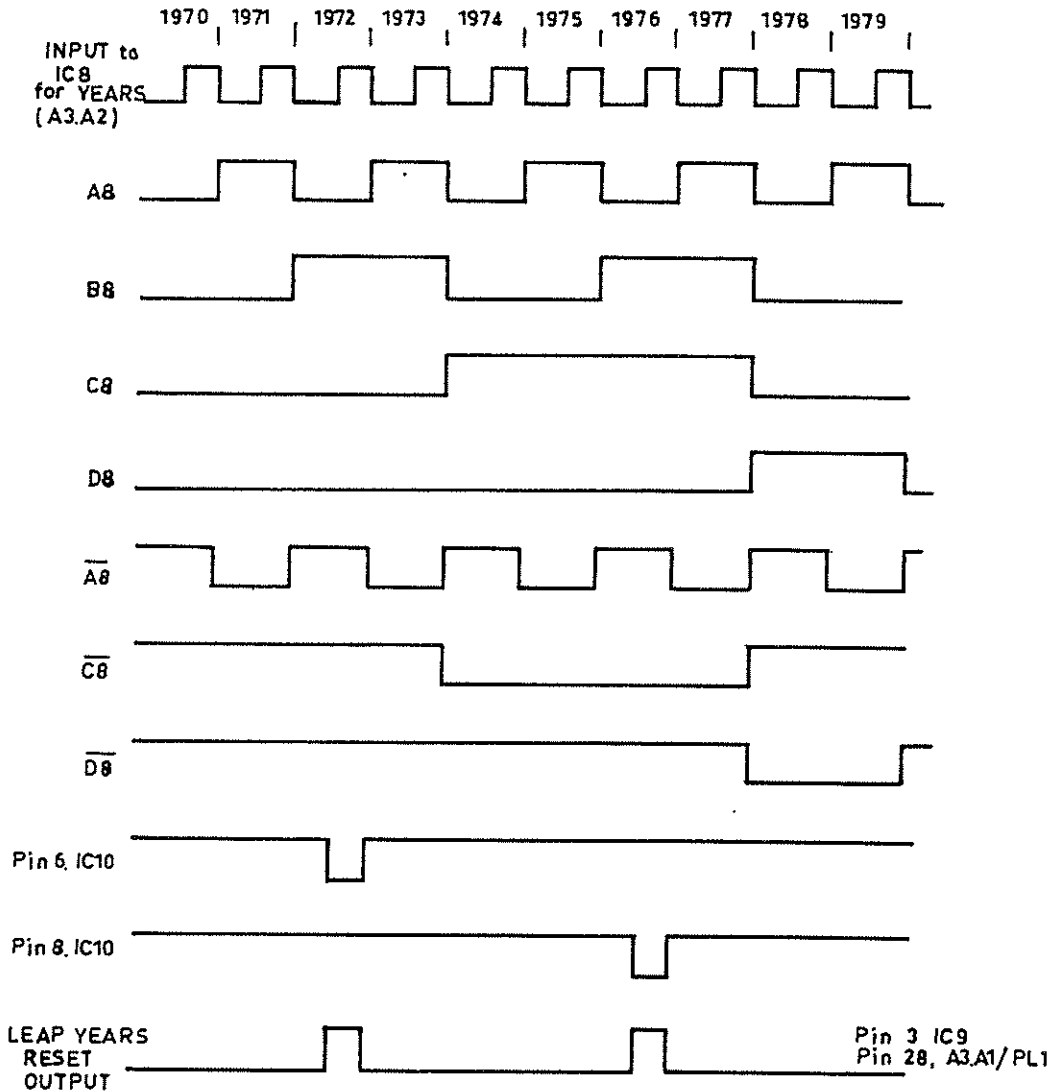 1970 1971 1972 1973 1974 1975 1976 1977 1978 1979
INPUT to
IC8
for YEARS
(A3.A2)
A8
B8
C8
D8
A8
C8
D8
Pin 6, IC10
Pin 8, IC10
LEAP YEARS
RESET
OUTPUT
Pin 3 IC9
Pin 28, A3.A1/PL1